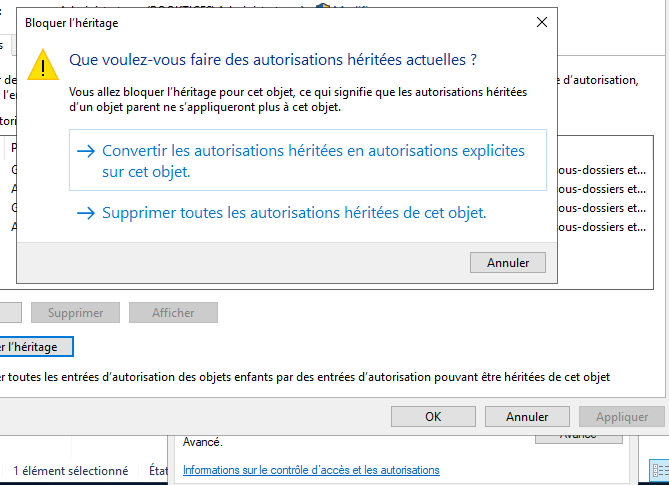 Bloquer l'héritage
Que voulez-vous faire des autorisations héritées actuelles ?
Vous allez bloquer l'héritage pour cet objet, ce qui signifie que les autorisations héritées
d'un objet parent ne s'appliqueront plus à cet objet.
d'autorisation,
Convertir les autorisations héritées en autorisations explicites
sur cet objet.
ous-dossiers et...
ous-dossiers et...
ous-dossiers et...
ous-dossiers et...
Supprimer toutes les autorisations héritées de cet objet.
Annuler
Supprimer
Afficher
er l'héritage
er toutes les entrées d'autorisation des objets enfants par des entrées d'autorisation pouvant être héritées de cet objet
OK
Annuler
Appliquer
Avancé.
Informations sur le contrôle d'accès et les autorisations
1 élément sélectionné
État